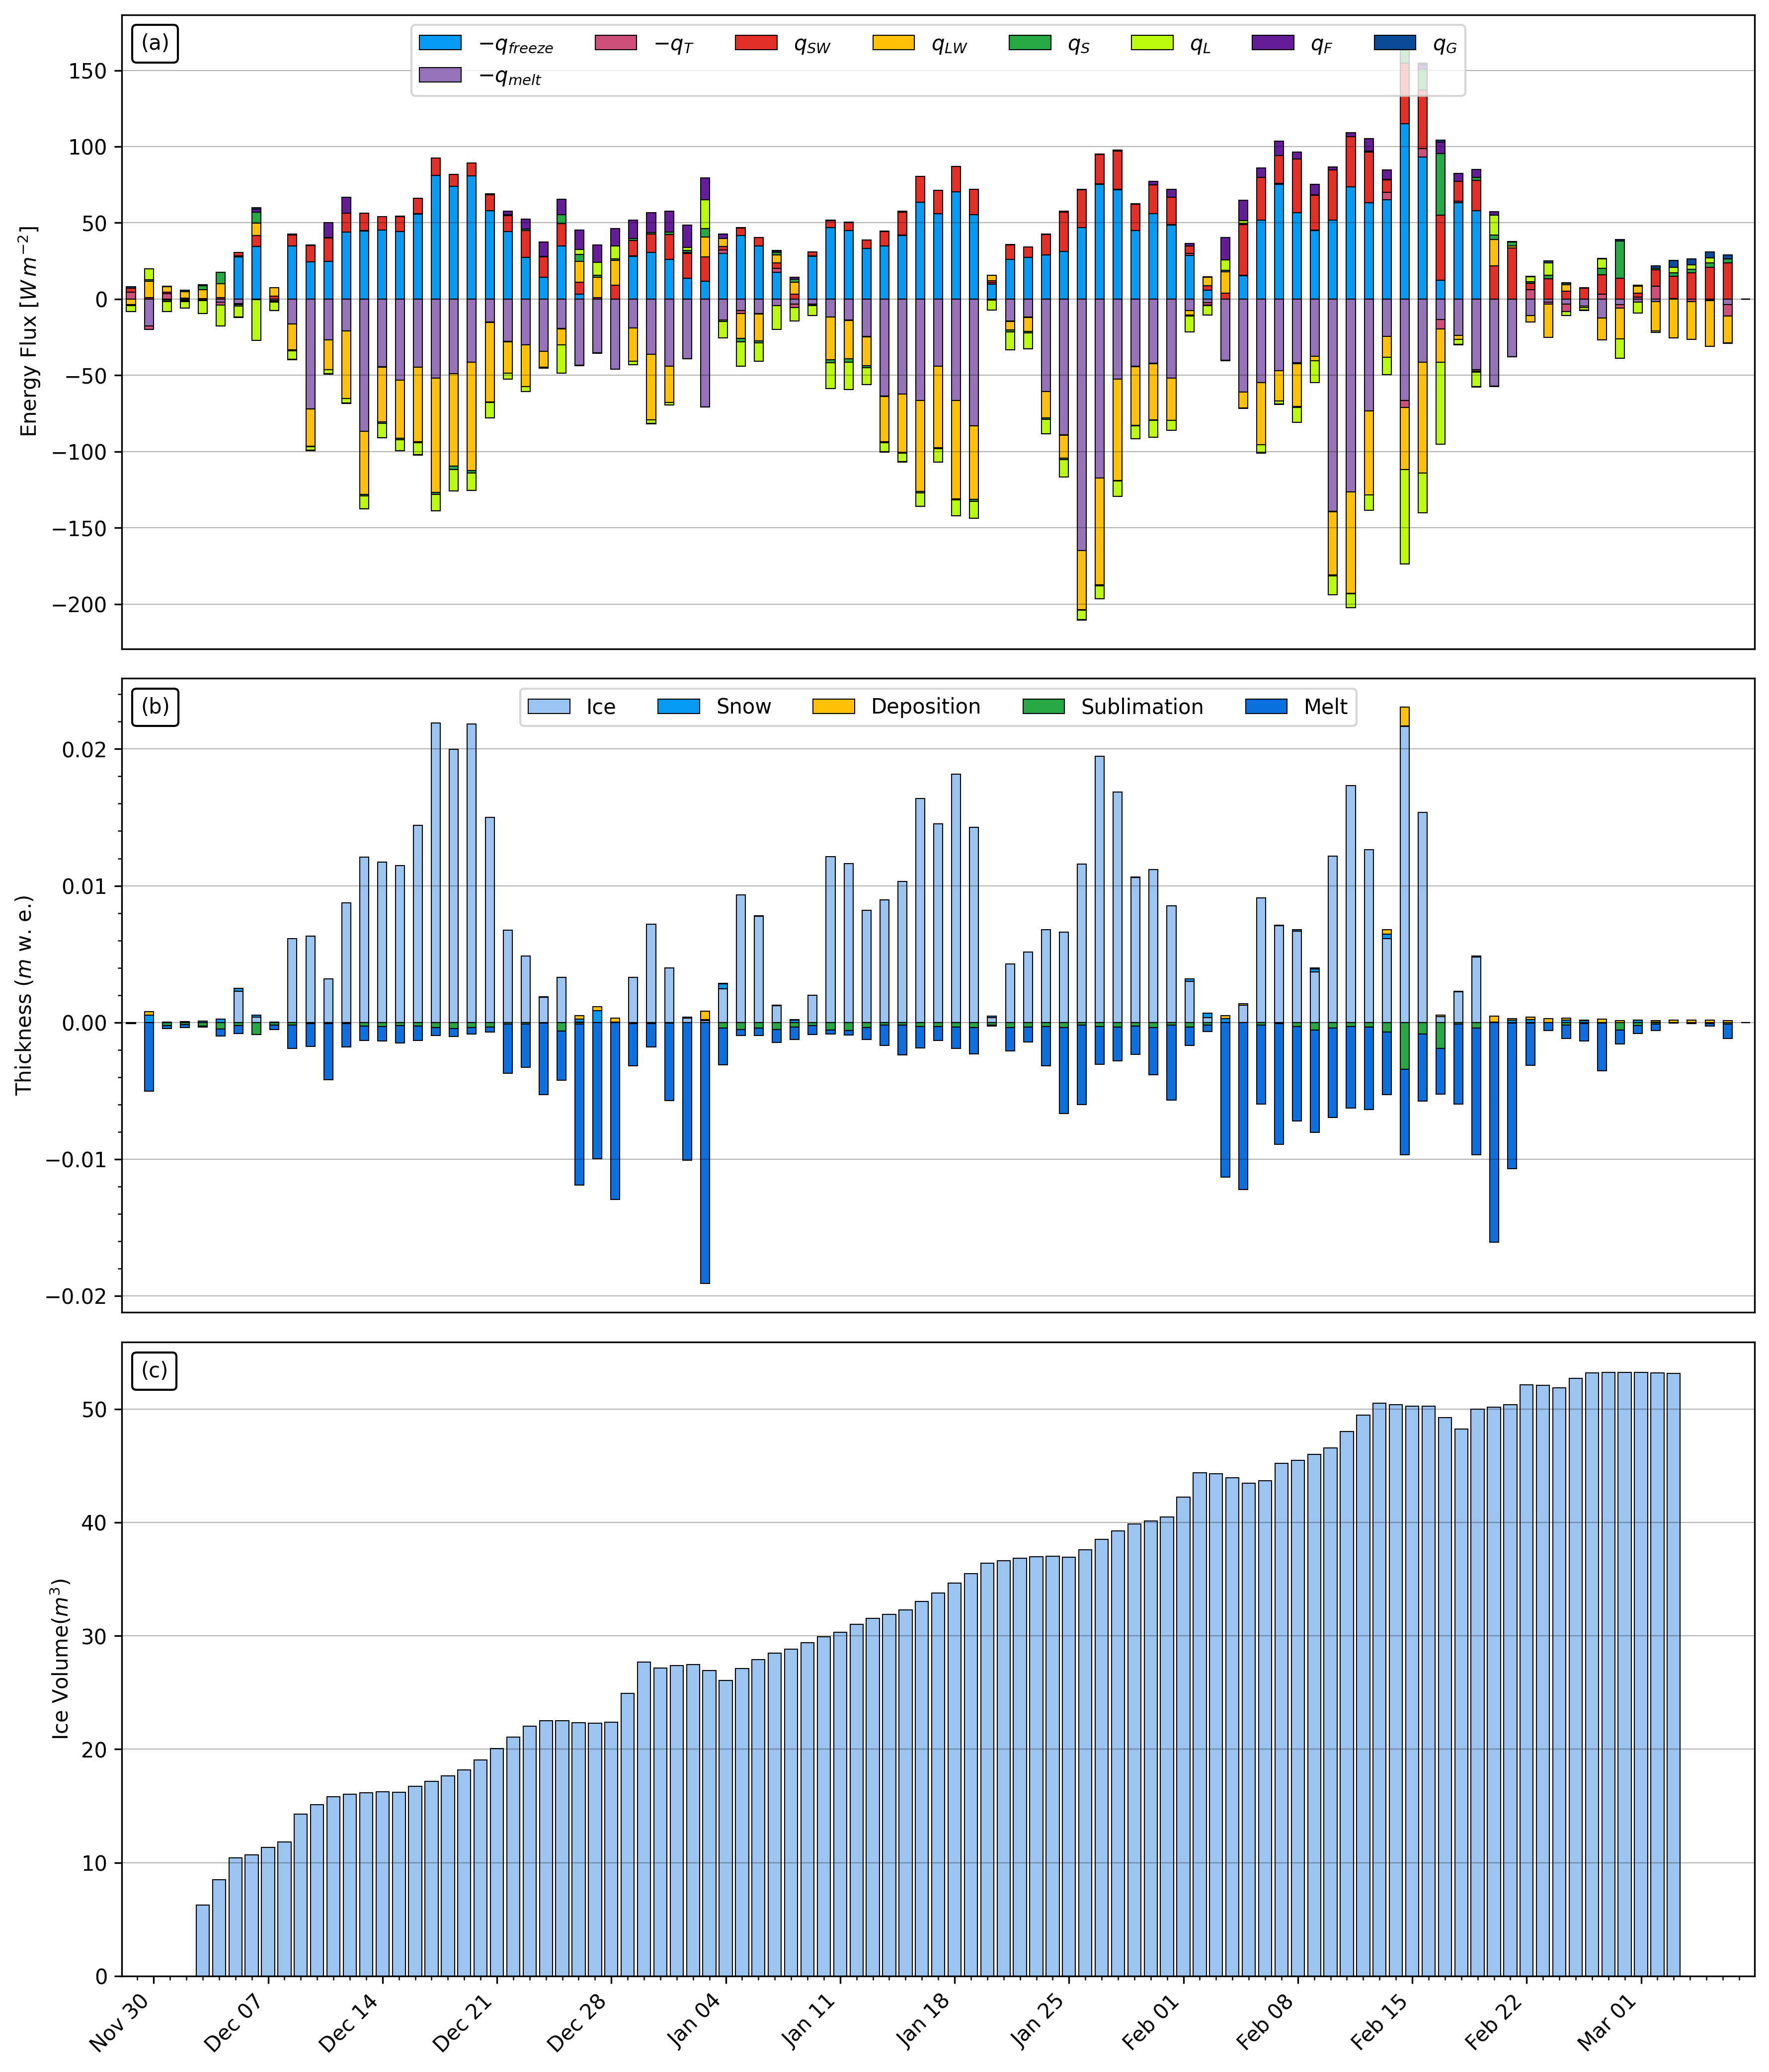 (a)
−q_freeze −q_T q_SW q_LW q_S q_L q_F q_G
−q_melt
150
100
50
0
−50
−100
−150
−200
Energy Flux [W m⁻²]
(b)
Ice Snow Deposition Sublimation Melt
0.02
0.01
0.00
−0.01
−0.02
Thickness (m w. e.)
(c)
50
40
30
20
10
0
Ice Volume(m³)
Nov 30 Dec 07 Dec 14 Dec 21 Dec 28 Jan 04 Jan 11 Jan 18 Jan 25 Feb 01 Feb 08 Feb 15 Feb 22 Mar 01